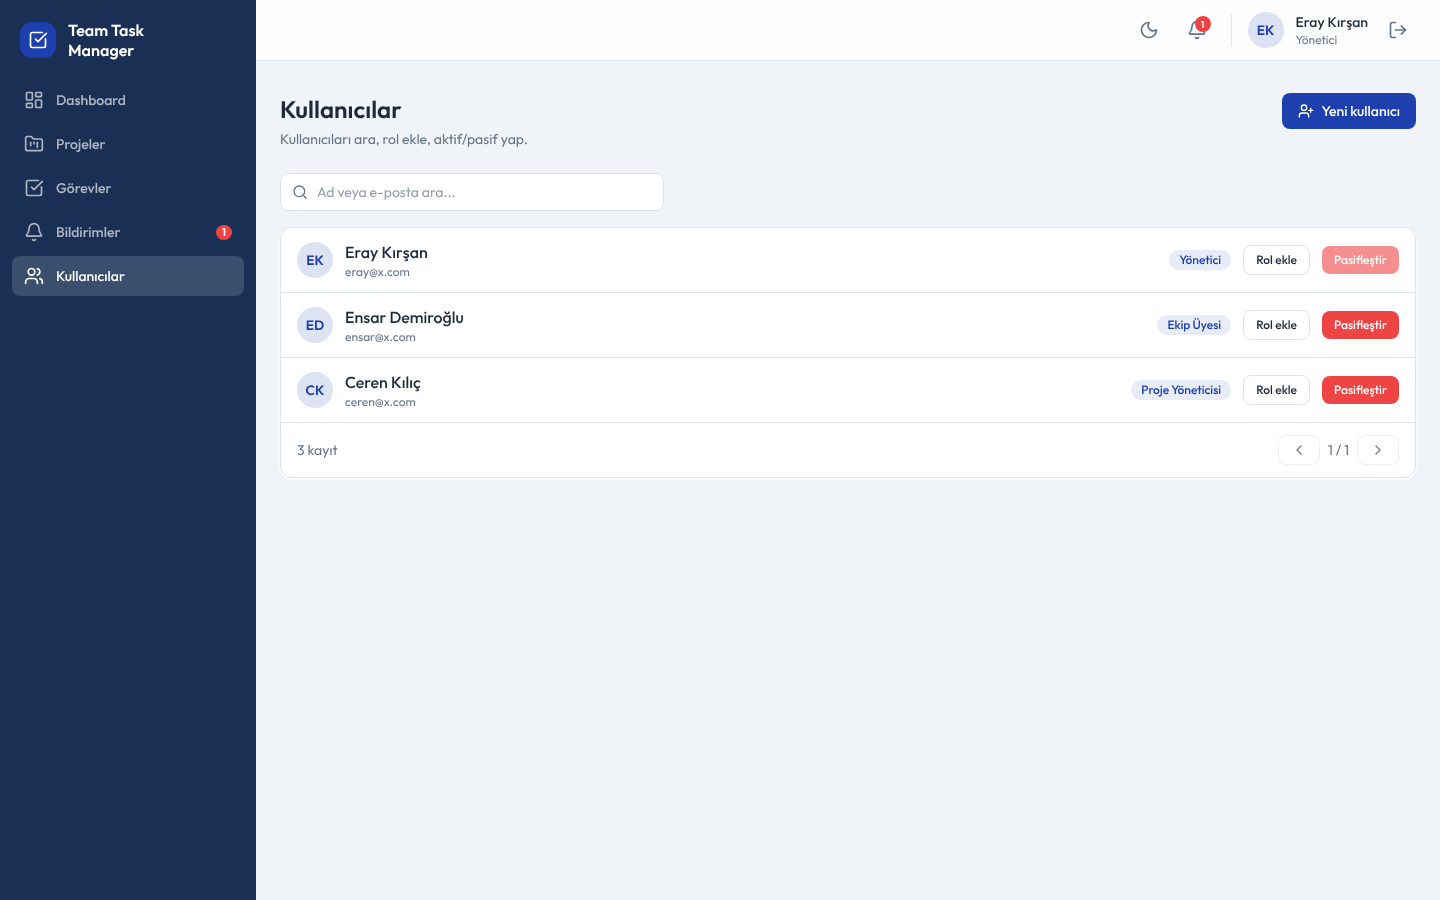 Team Task
Manager
Dashboard
Projeler
Görevler
Bildirimler 1
Kullanıcılar
1
EK
Eray Kırşan
Yönetici
Kullanıcılar
Kullanıcıları ara, rol ekle, aktif/pasif yap.
Yeni kullanıcı
Ad veya e-posta ara...
EK
Eray Kırşan
eray@x.com
Yönetici Rol ekle Pasifleştir
ED
Ensar Demiroğlu
ensar@x.com
Ekip Üyesi Rol ekle Pasifleştir
CK
Ceren Kılıç
ceren@x.com
Proje Yöneticisi Rol ekle Pasifleştir
3 kayıt 1 / 1